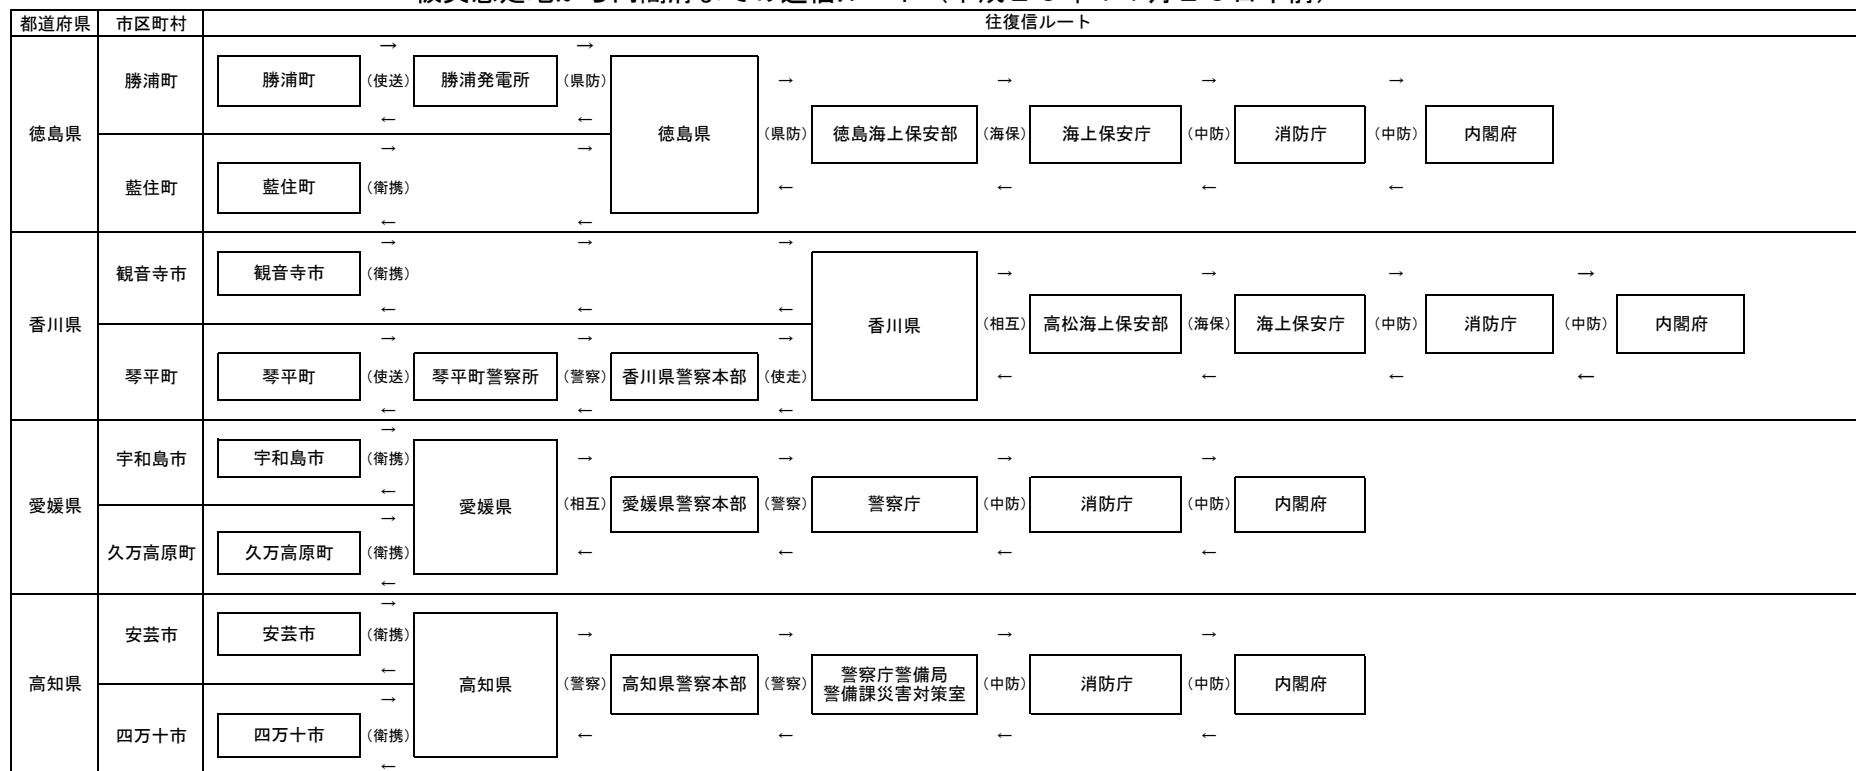 都道府県 市区町村 往復信ルート
→ →
勝浦町 勝浦町 (使送) 勝浦発電所 (県防) → → → →
← ←
徳島県 徳島県 (県防) 徳島海上保安部 (海保) 海上保安庁 (中防) 消防庁 (中防) 内閣府
→ →
藍住町 藍住町 (衛携) ← ← ← ←
← ←
→ → →
観音寺市 観音寺市 (衛携) → → → →
← ← ←
香川県 香川県 (相互) 高松海上保安部 (海保) 海上保安庁 (中防) 消防庁 (中防) 内閣府
→ → →
琴平町 琴平町 (使送) 琴平町警察所 (警察) 香川県警察本部 (使走) ← ← ← ←
← ← ←
→
宇和島市 宇和島市 (衛携) → → → →
←
愛媛県 愛媛県 (相互) 愛媛県警察本部 (警察) 警察庁 (中防) 消防庁 (中防) 内閣府
→
久万高原町 久万高原町 (衛携) ← ← ← ←
←
→
安芸市 安芸市 (衛携) → → → →
←
高知県 高知県 (警察) 高知県警察本部 (警察) 警察庁警備局
警備課災害対策室 (中防) 消防庁 (中防) 内閣府
→
四万十市 四万十市 (衛携) ← ← ← ←
←